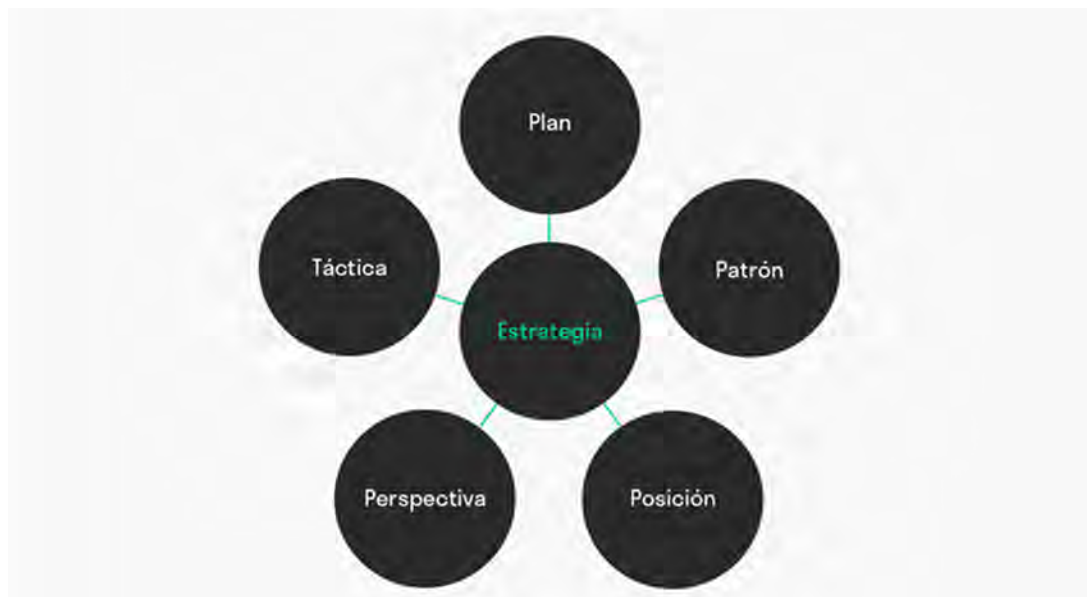 Plan
Táctica
Patrón
Estrategia
Perspectiva
Posición